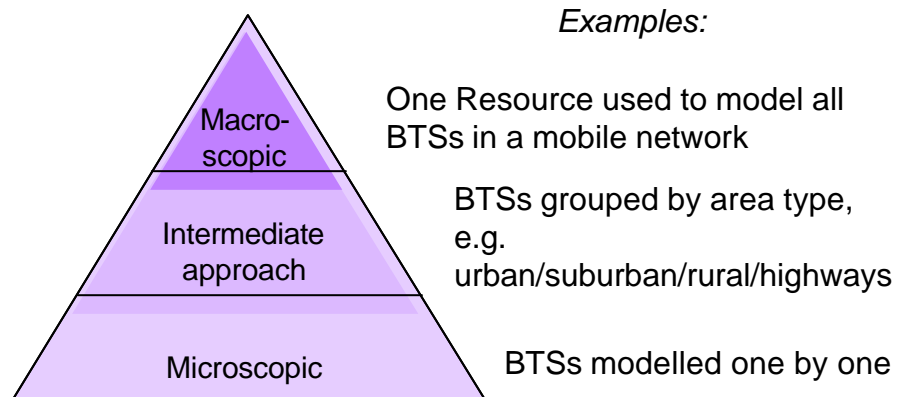 Examples:
Macro-
scopic
One Resource used to model all
BTSs in a mobile network
Intermediate
approach
BTSs grouped by area type,
e.g.
urban/suburban/rural/highways
Microscopic
BTSs modelled one by one